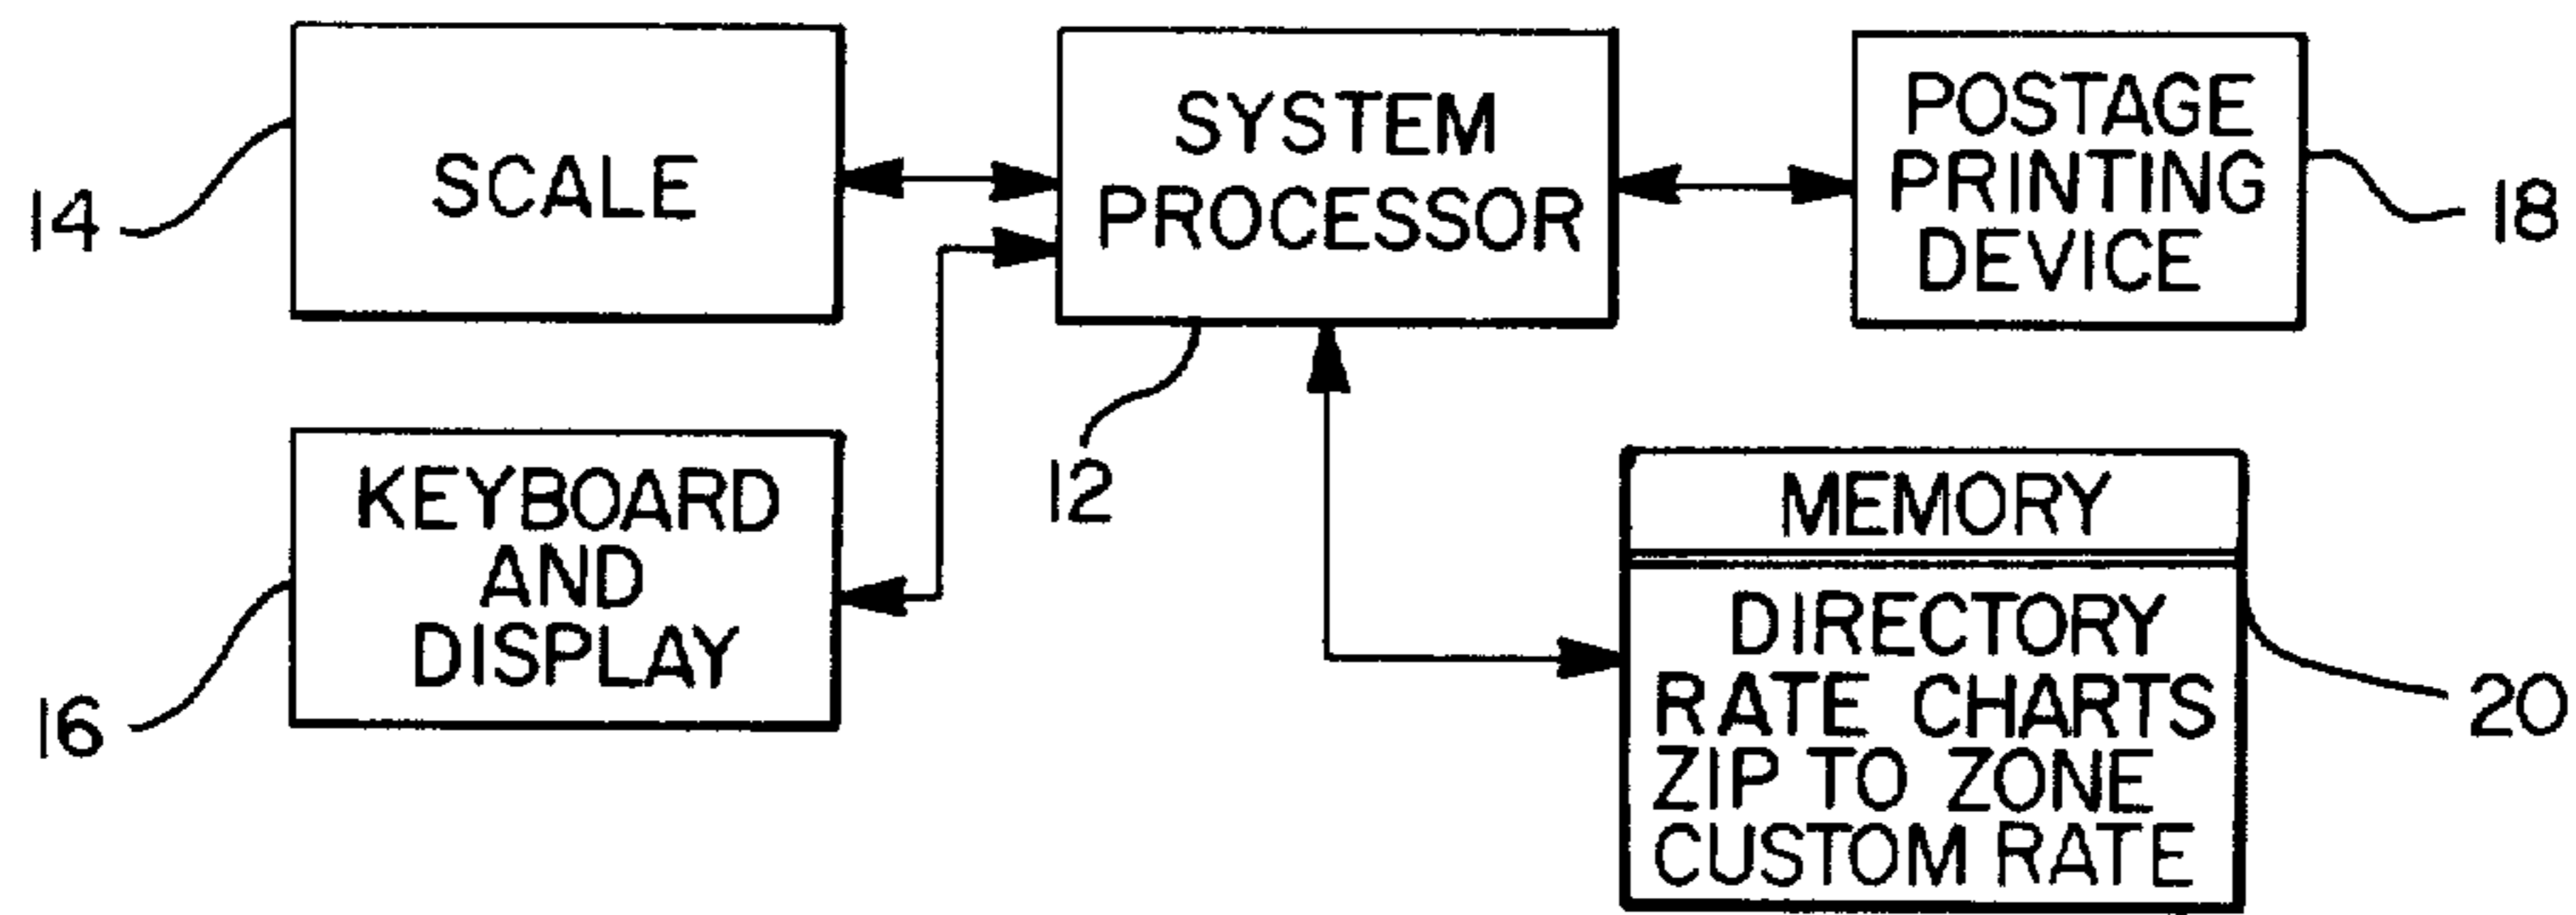 SCALE
14
SYSTEM
PROCESSOR
12
POSTAGE
PRINTING
DEVICE
18
KEYBOARD
AND
DISPLAY
16
MEMORY
DIRECTORY
RATE CHARTS
ZIP TO ZONE
CUSTOM RATE
20